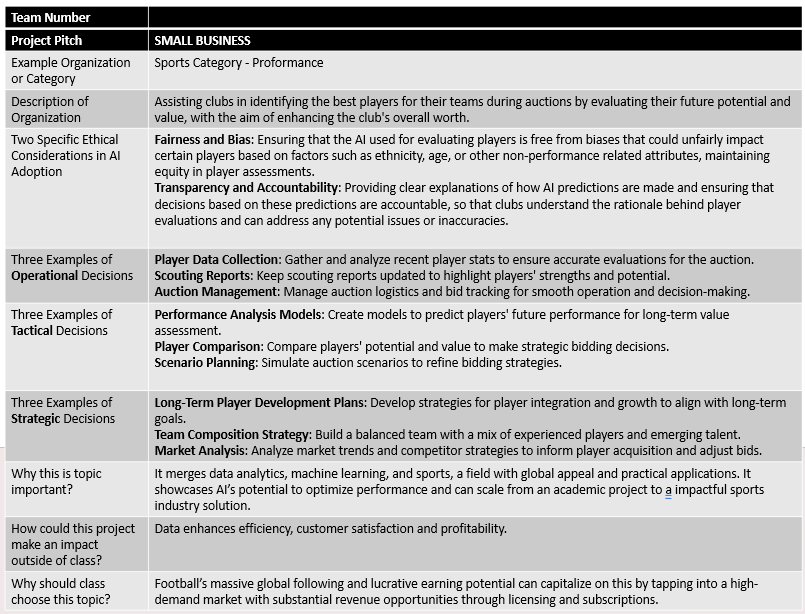 Team Number
Project Pitch SMALL BUSINESS
Example Organization Sports Category - Proformance
or Category
Description of Assisting clubs in identifying the best players for their teams during auctions by evaluating their future potential and
Organization value, with the aim of enhancing the club's overall worth.
Two Specific Ethical Fairness and Bias: Ensuring that the AI used for evaluating players is free from biases that could unfairly impact
Considerations in AI certain players based on factors such as ethnicity, age, or other non-performance related attributes, maintaining
Adoption equity in player assessments.
Transparency and Accountability: Providing clear explanations of how AI predictions are made and ensuring that
decisions based on these predictions are accountable, so that clubs understand the rationale behind player
evaluations and can address any potential issues or inaccuracies.
Three Examples of Player Data Collection: Gather and analyze recent player stats to ensure accurate evaluations for the auction.
Operational Decisions Scouting Reports: Keep scouting reports updated to highlight players' strengths and potential.
Auction Management: Manage auction logistics and bid tracking for smooth operation and decision-making.
Three Examples of Performance Analysis Models: Create models to predict players' future performance for long-term value
Tactical Decisions assessment.
Player Comparison: Compare players' potential and value to make strategic bidding decisions.
Scenario Planning: Simulate auction scenarios to refine bidding strategies.
Three Examples of Long-Term Player Development Plans: Develop strategies for player integration and growth to align with long-term
Strategic Decisions goals.
Team Composition Strategy: Build a balanced team with a mix of experienced players and emerging talent.
Market Analysis: Analyze market trends and competitor strategies to inform player acquisition and adjust bids.
Why this is topic It merges data analytics, machine learning, and sports, a field with global appeal and practical applications. It
important? showcases AI's potential to optimize performance and can scale from an academic project to a impactful sports
industry solution.
How could this project Data enhances efficiency, customer satisfaction and profitability.
make an impact
outside of class?
Why should class Football's massive global following and lucrative earning potential can capitalize on this by tapping into a high-
choose this topic? demand market with substantial revenue opportunities through licensing and subscriptions.